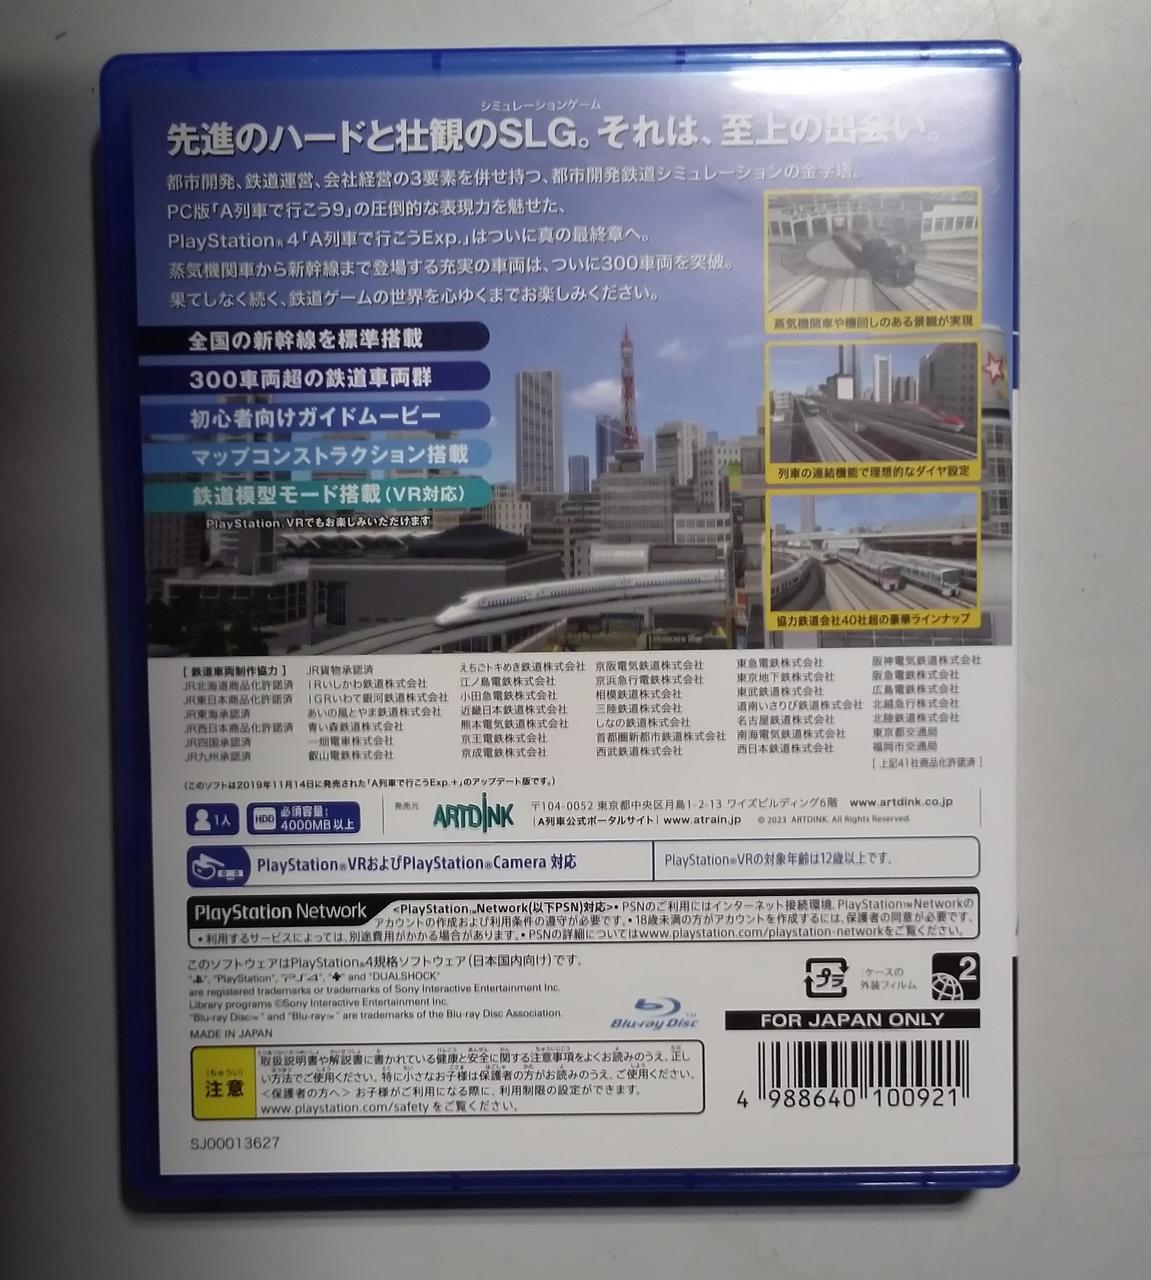 シミュレーションゲーム
先進のハードと壮観のSLG。それは、至上の出会い。
都市開発、鉄道運営、会社経営の3要素を併せ持つ、都市開発鉄道シミュレーションの金字塔。
PC版「A列車で行こう9」の圧倒的な表現力を魅せた、
PlayStation®4「A列車で行こうExp.」はついに真の最終章へ。
蒸気機関車から新幹線まで登場する充実の車両は、ついに300車両を突破。
果てしなく続く、鉄道ゲームの世界を心ゆくまでお楽しみください。
全国の新幹線を標準搭載
300車両超の鉄道車両群
初心者向けガイドムービー
マップコンストラクション搭載
鉄道模型モード搭載(VR対応)
PlayStation®VRでもお楽しみいただけます
蒸気機関車や機回しのある景観が実現
列車の連結機能で理想的なダイヤ設定
協力鉄道会社40社超の豪華ラインナップ
[ 鉄道車両制作協力 ]
JR北海道商品化許諾済
JR東日本商品化許諾済
JR東海承認済
JR西日本商品化許諾済
JR四国承認済
JR九州承認済
JR貨物承認済
IRいしかわ鉄道株式会社
IGRいわて銀河鉄道株式会社
あいの風とやま鉄道株式会社
青い森鉄道株式会社
一畑電車株式会社
叡山電鉄株式会社
えちごトキめき鉄道株式会社
江ノ島電鉄株式会社
小田急電鉄株式会社
近畿日本鉄道株式会社
熊本電気鉄道株式会社
京王電鉄株式会社
京成電鉄株式会社
京阪電気鉄道株式会社
京浜急行電鉄株式会社
相模鉄道株式会社
三陸鉄道株式会社
しなの鉄道株式会社
首都圏新都市鉄道株式会社
西武鉄道株式会社
東急電鉄株式会社
東京地下鉄株式会社
東武鉄道株式会社
道南いさりび鉄道株式会社
名古屋鉄道株式会社
南海電気鉄道株式会社
西日本鉄道株式会社
阪神電気鉄道株式会社
阪急電鉄株式会社
広島電鉄株式会社
北越急行株式会社
北陸鉄道株式会社
東京都交通局
福岡市交通局
[ 上記41社商品化許諾済 ]
(このソフトは2019年11月14日に発売された「A列車で行こうExp.+」のアップデート版です。)
1人
HDD 必須容量:
4000MB以上
発売元
ARTDINK
〒104-0052 東京都中央区月島1-2-13 ワイズビルディング6階 www.artdink.co.jp
[A列車公式ポータルサイト] www.atrain.jp © 2023 ARTDINK. All Rights Reserved.
PlayStation®VRおよびPlayStation®Camera 対応
PlayStation®VRの対象年齢は12歳以上です。
PlayStation Network
<PlayStation™Network(以下PSN)対応>• PSNのご利用にはインターネット接続環境、PlayStation™Networkの
アカウントの作成および利用条件の遵守が必要です。• 18歳未満の方がアカウントを作成するには、保護者の同意が必要です。
• 利用するサービスによっては、別途費用がかかる場合があります。• PSNの詳細についてはwww.playstation.com/playstation-networkをご覧ください。
このソフトウェアはPlayStation®4規格ソフトウェア(日本国内向け)です。
"", "PlayStation", "PS4", "" and "DUALSHOCK"
are registered trademarks or trademarks of Sony Interactive Entertainment Inc.
Library programs ©Sony Interactive Entertainment Inc.
"Blu-ray Disc™" and "Blu-ray™" are trademarks of the Blu-ray Disc Association.
MADE IN JAPAN
Blu-ray Disc™
プラ
:ケースの
外装フィルム
2
FOR JAPAN ONLY
(ちゅうい)
注意
取扱説明書や解説書に書かれている健康と安全に関する注意事項をよくお読みのうえ、正し
い方法でご使用ください。特に小さなお子様は保護者の方がお読みのうえ、ご使用ください。
<保護者の方へ> お子様がご利用になる際に、利用制限の設定ができます。
www.playstation.com/safety をご覧ください。
4 988640 100921
SJ00013627